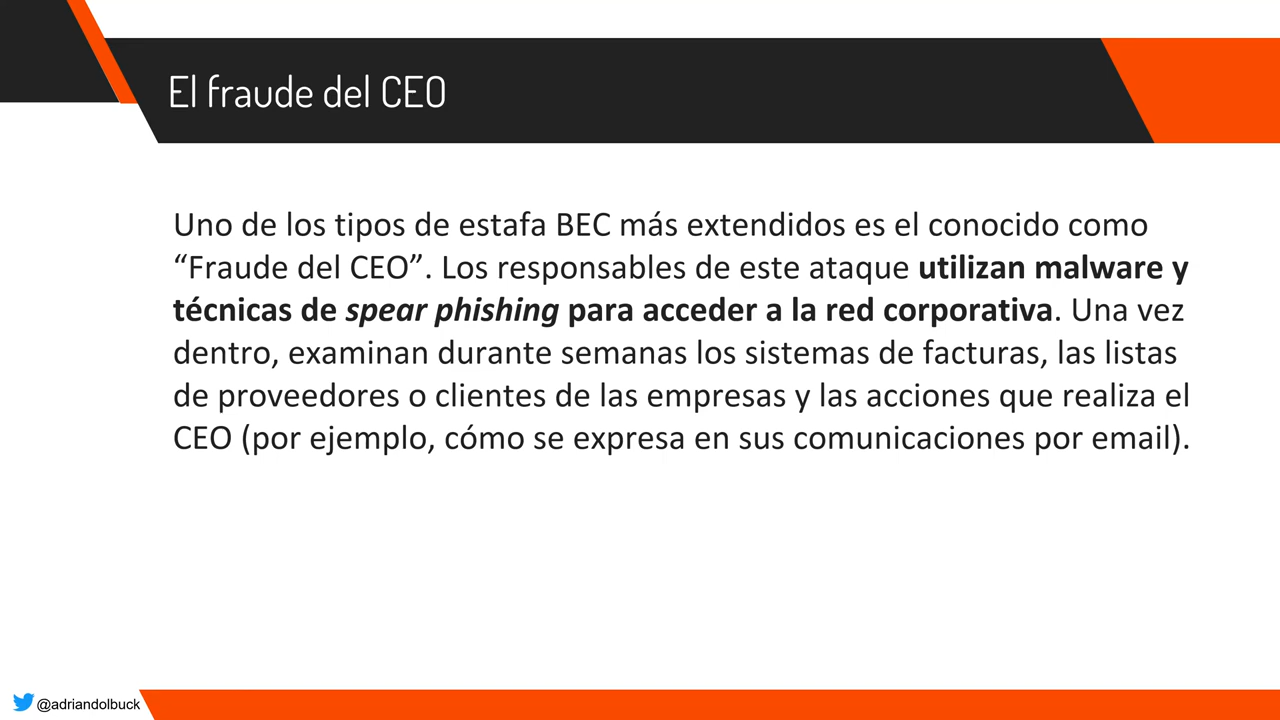 El fraude del CEO
Uno de los tipos de estafa BEC más extendidos es el conocido como
“Fraude del CEO”. Los responsables de este ataque utilizan malware y
técnicas de spear phishing para acceder a la red corporativa. Una vez
dentro, examinan durante semanas los sistemas de facturas, las listas
de proveedores o clientes de las empresas y las acciones que realiza el
CEO (por ejemplo, cómo se expresa en sus comunicaciones por email).
@adriandolbuck